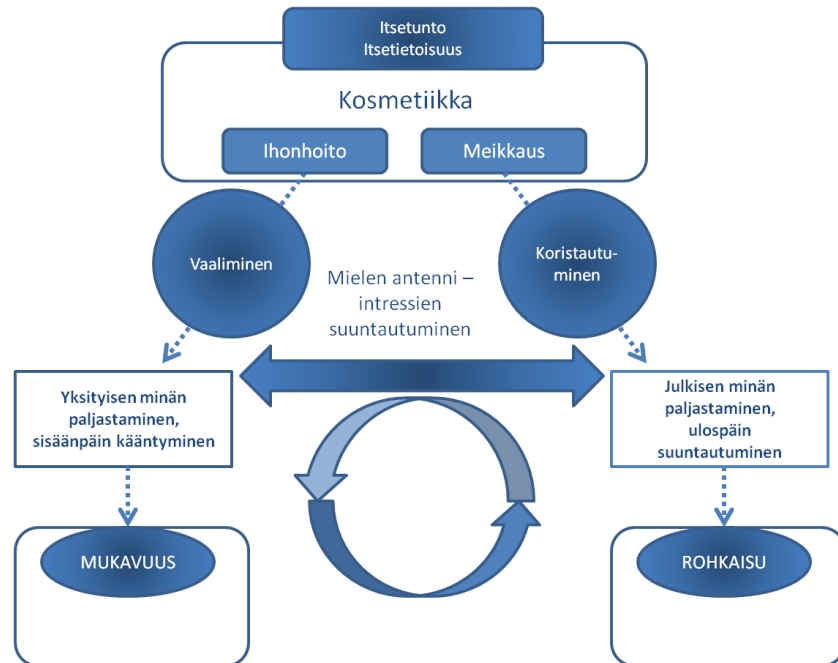 Itsetunto
Itsetietoisuus
Kosmetiikka
Ihonhoito
Meikkaus
Vaaliminen
Koristautu-
minen
Mielen antenni –
intressien
suuntautuminen
Yksityisen minän
paljastaminen,
sisäänpäin kääntyminen
Julkisen minän
paljastaminen,
ulospäin
suuntautuminen
MUKAVUUS
ROHKAISU